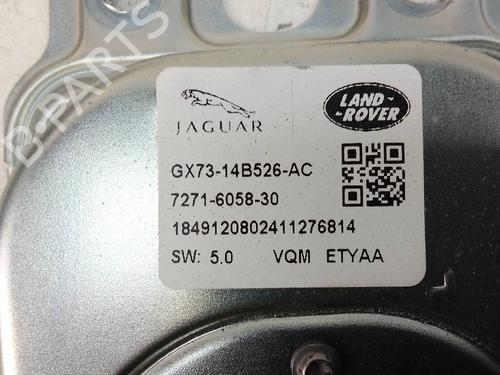 B-PARTS
JAGUAR
LAND-
ROVER
GX73-14B526-AC
7271-6058-30
1849120802411276814
SW: 5.0 VQM ETYAA